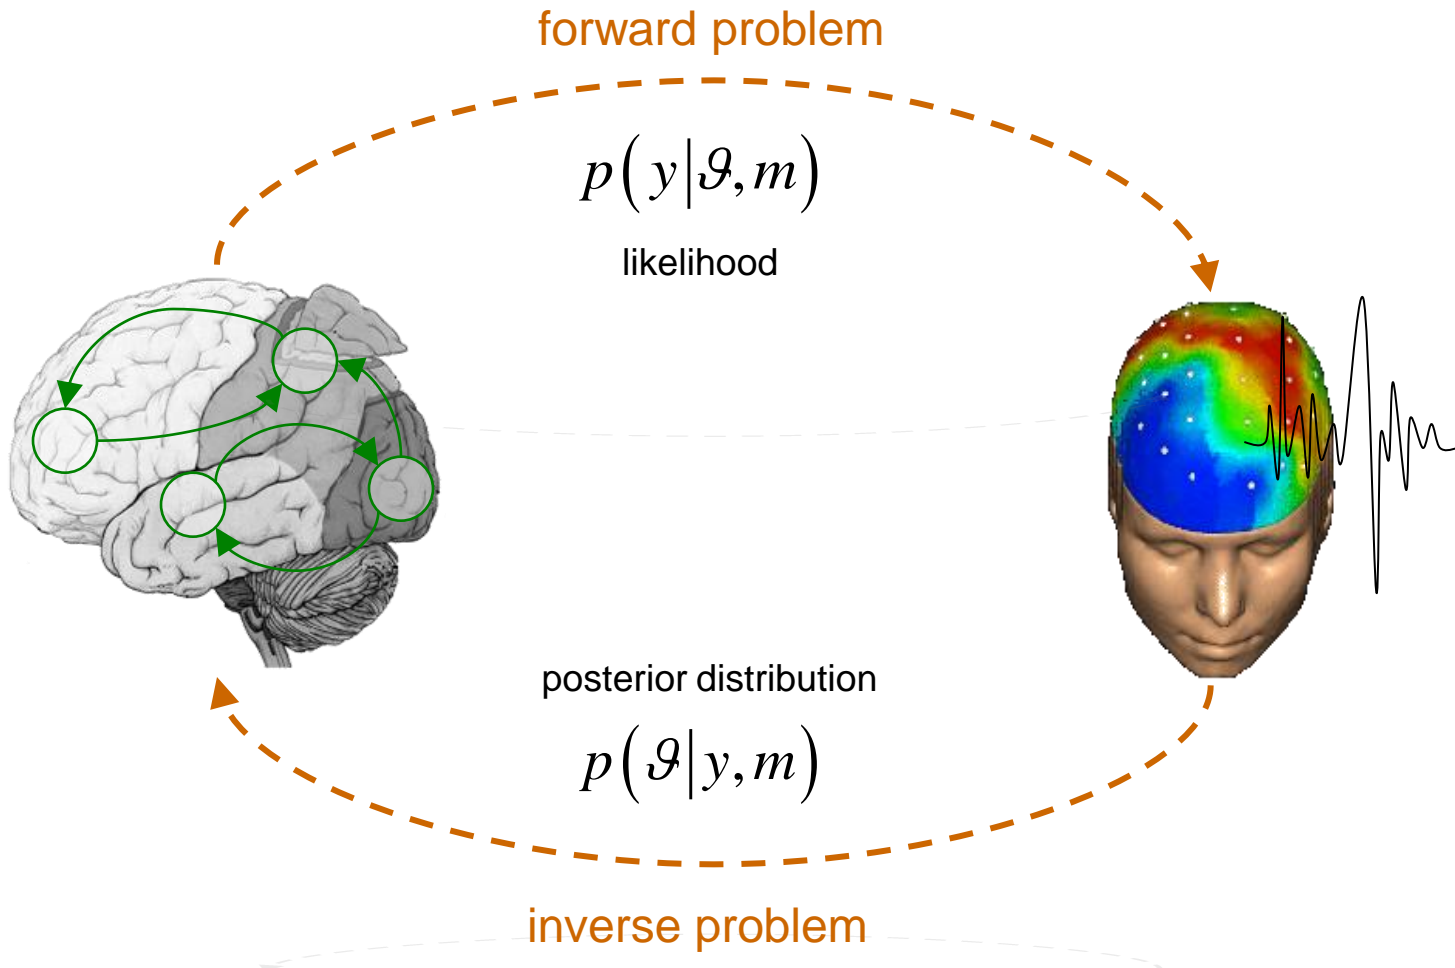 forward problem
p(y|ϑ,m)
likelihood
posterior distribution
p(ϑ|y,m)
inverse problem